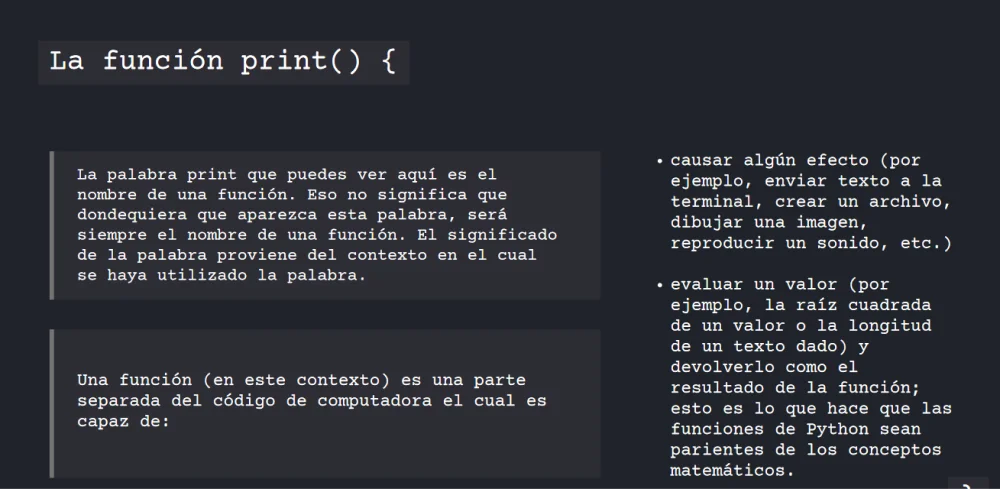 La función print() {
La palabra print que puedes ver aquí es el
nombre de una función. Eso no significa que
dondequiera que aparezca esta palabra, será
siempre el nombre de una función. El significado
de la palabra proviene del contexto en el cual
se haya utilizado la palabra.
Una función (en este contexto) es una parte
separada del código de computadora el cual es
capaz de:
• causar algún efecto (por
ejemplo, enviar texto a la
terminal, crear un archivo,
dibujar una imagen,
reproducir un sonido, etc.)
• evaluar un valor (por
ejemplo, la raíz cuadrada
de un valor o la longitud
de un texto dado) y
devolverlo como el
resultado de la función;
esto es lo que hace que las
funciones de Python sean
parientes de los conceptos
matemáticos.